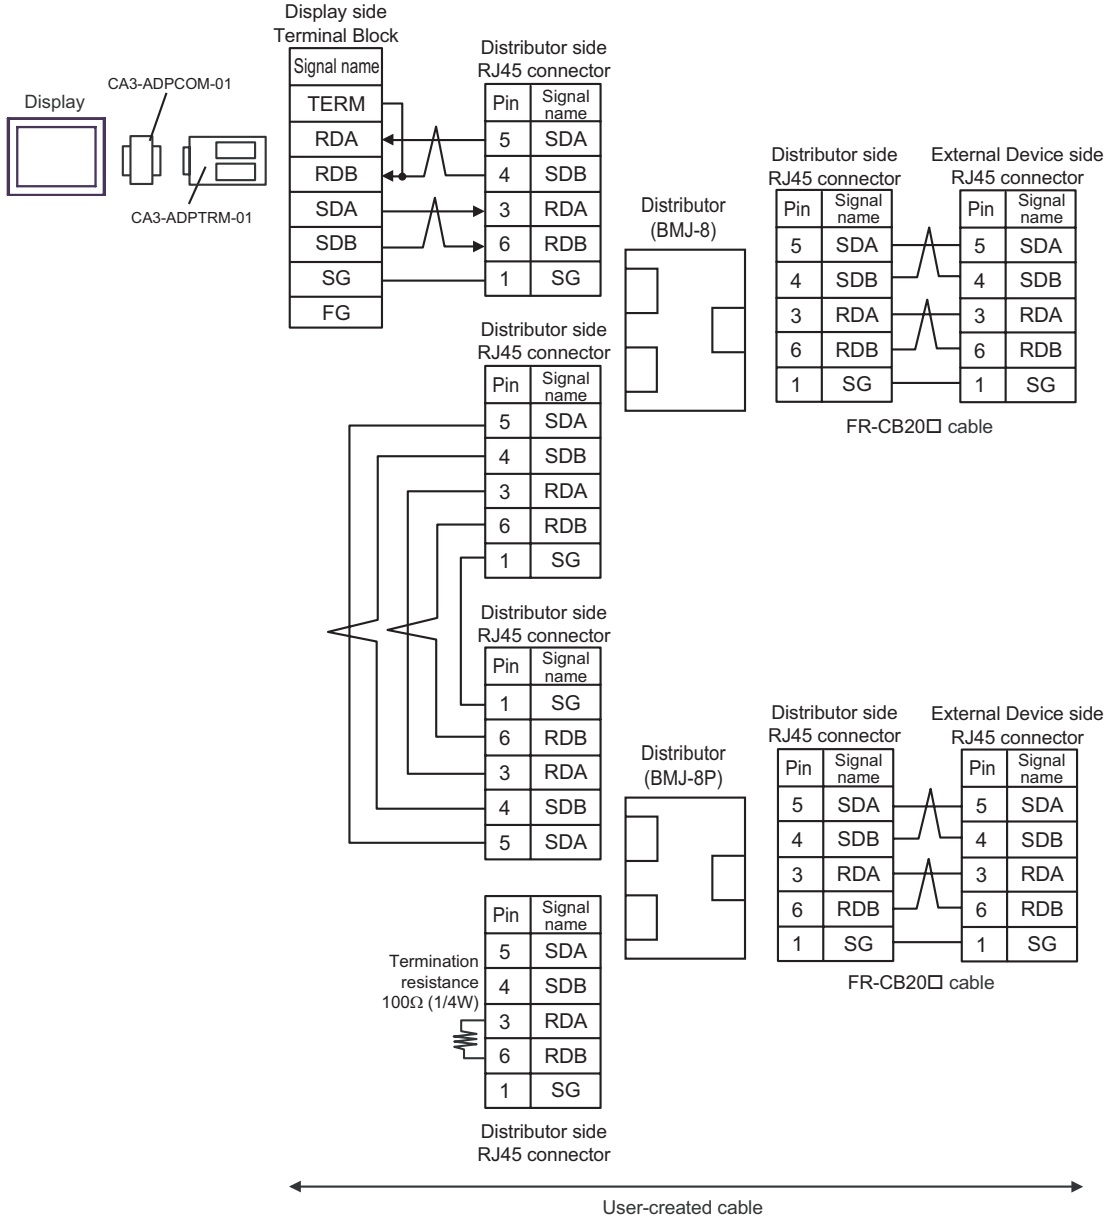 Display
CA3-ADPCOM-01
CA3-ADPTRM-01
Display side
Terminal Block
Signal name
TERM
RDA
RDB
SDA
SDB
SG
FG
Distributor side
RJ45 connector
Pin Signal name
5 SDA
4 SDB
3 RDA
6 RDB
1 SG
Distributor
(BMJ-8)
Distributor side
RJ45 connector
Pin Signal name
5 SDA
4 SDB
3 RDA
6 RDB
1 SG
External Device side
RJ45 connector
Pin Signal name
5 SDA
4 SDB
3 RDA
6 RDB
1 SG
FR-CB20□ cable
Distributor side
RJ45 connector
Pin Signal name
5 SDA
4 SDB
3 RDA
6 RDB
1 SG
Distributor side
RJ45 connector
Pin Signal name
1 SG
6 RDB
3 RDA
4 SDB
5 SDA
Distributor
(BMJ-8P)
Distributor side
RJ45 connector
Pin Signal name
5 SDA
4 SDB
3 RDA
6 RDB
1 SG
External Device side
RJ45 connector
Pin Signal name
5 SDA
4 SDB
3 RDA
6 RDB
1 SG
FR-CB20□ cable
Termination
resistance
100Ω (1/4W)
Pin Signal name
5 SDA
4 SDB
3 RDA
6 RDB
1 SG
Distributor side
RJ45 connector
User-created cable